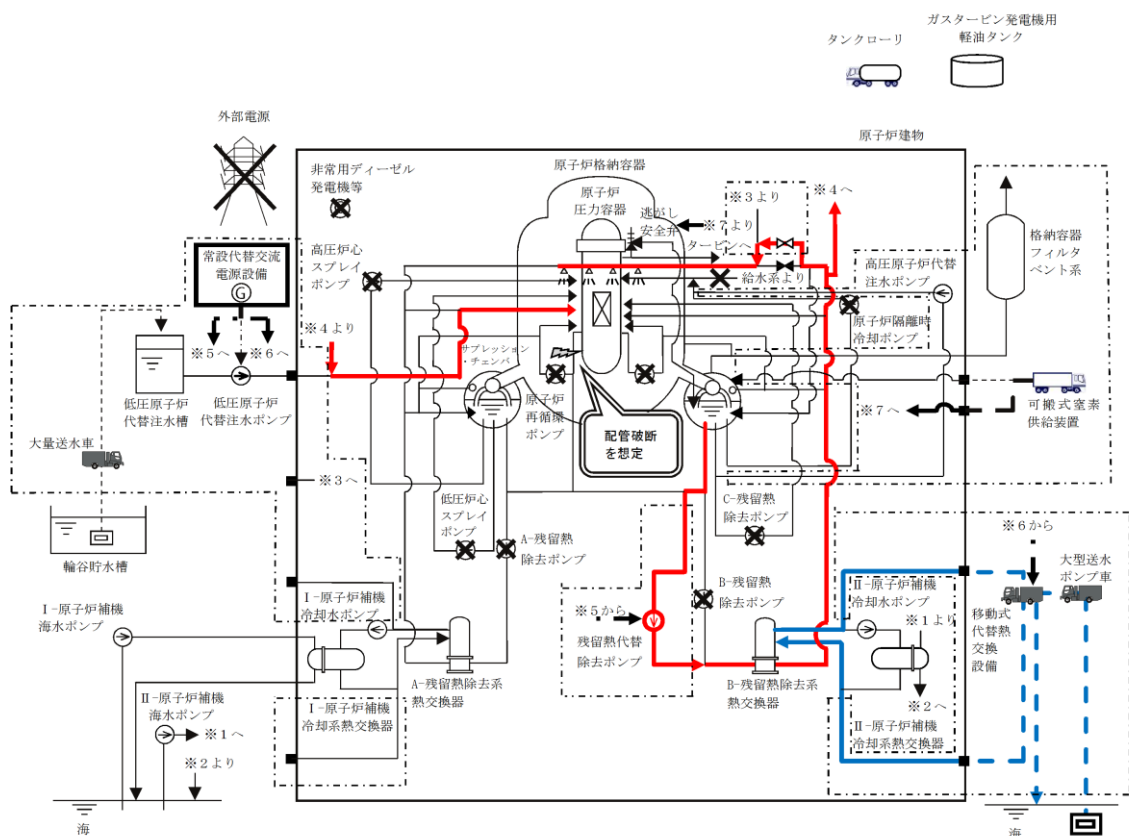 ガスタービン発電機用
軽油タンク
タンクローリ
外部電源
原子炉建物
非常用ディーゼル
発電機等
原子炉格納容器
原子炉
圧力容器
逃がし
安全弁
※7より
タービンへ
※3より
※4へ
給水系より
高圧炉心
スプレイ
ポンプ
常設代替交流
電源設備
G
※5へ
※6へ
※4より
高圧原子炉代替
注水ポンプ
原子炉隔離時
冷却ポンプ
格納容器
フィルタ
ベント系
低圧原子炉
代替注水槽
低圧原子炉
代替注水ポンプ
サプレッション
・チェンバ
原子炉
再循環
ポンプ
配管破断
を想定
※7へ
可搬式窒素
供給装置
大量送水車
※3へ
輪谷貯水槽
低圧炉心
スプレイ
ポンプ
A-残留熱
除去ポンプ
C-残留熱
除去ポンプ
B-残留熱
除去ポンプ
※5から
残留熱代替
除去ポンプ
※6から
大型送水
ポンプ車
移動式
代替熱
交換
設備
Ⅰ-原子炉補機
海水ポンプ
Ⅰ-原子炉補機
冷却水ポンプ
A-残留熱除去系
熱交換器
Ⅰ-原子炉補機
冷却系熱交換器
B-残留熱除去系
熱交換器
Ⅱ-原子炉補機
冷却水ポンプ
※1より
※2へ
Ⅱ-原子炉補機
冷却系熱交換器
Ⅱ-原子炉補機
海水ポンプ
※1へ
※2より
海
海